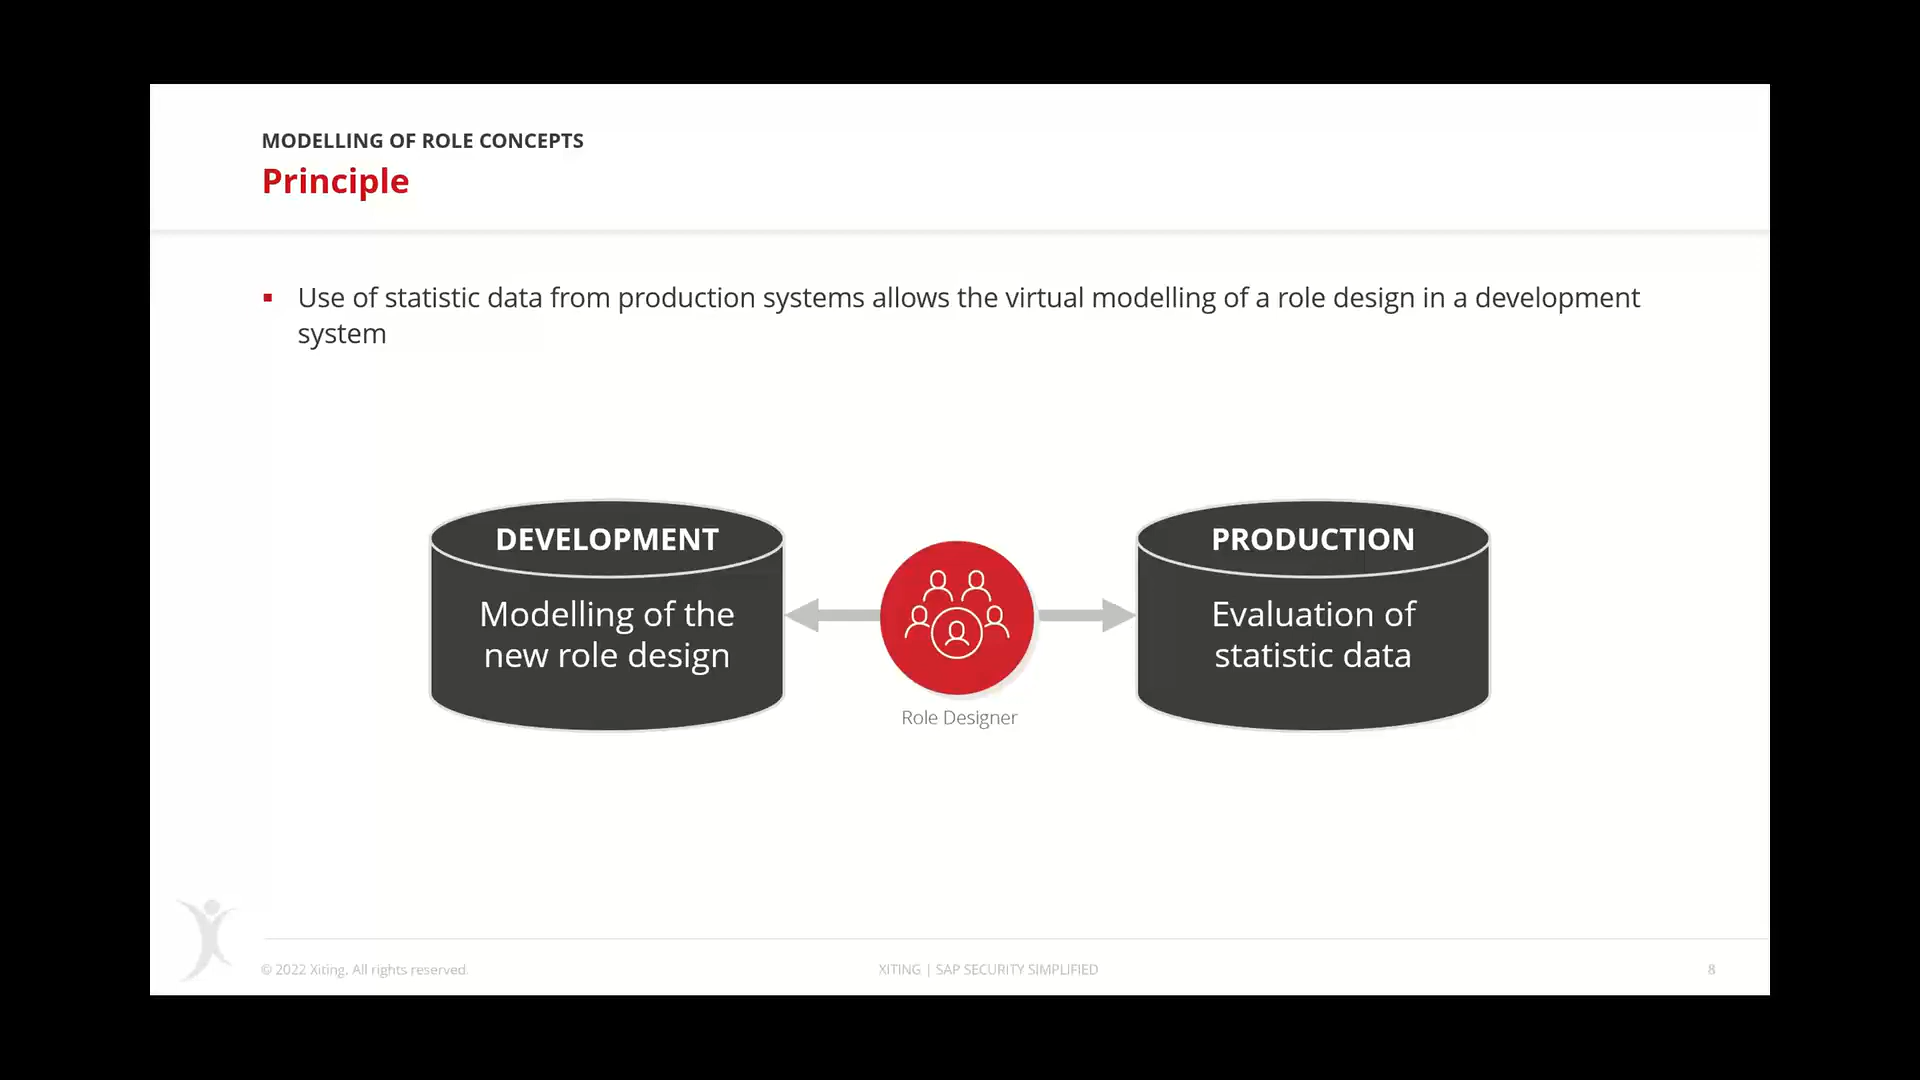 MODELLING OF ROLE CONCEPTS
Principle
Use of statistic data from production systems allows the virtual modelling of a role design in a development
system
DEVELOPMENT
Modelling of the
new role design
Role Designer
PRODUCTION
Evaluation of
statistic data
© 2022 Xiting. All rights reserved.
XITING | SAP SECURITY SIMPLIFIED
8